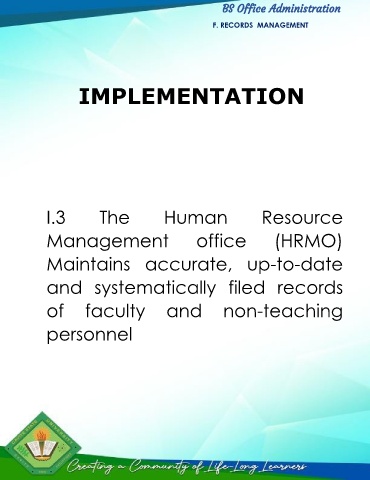 BS Office Administration
F. RECORDS MANAGEMENT
IMPLEMENTATION
I.3 The Human Resource
Management office (HRMO)
Maintains accurate, up-to-date
and systematically filed records
of faculty and non-teaching
personnel
Creating a Community of Life-Long Learners